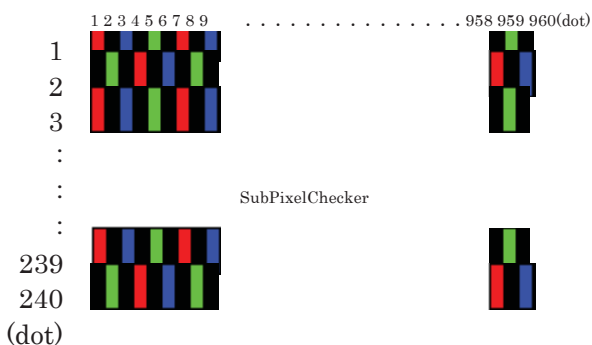 1 2 3 4 5 6 7 8 9 . . . . . . . . . . . . . . . 958 959 960(dot)
1
2
3
:
:
SubPixelChecker
:
239
240
(dot)